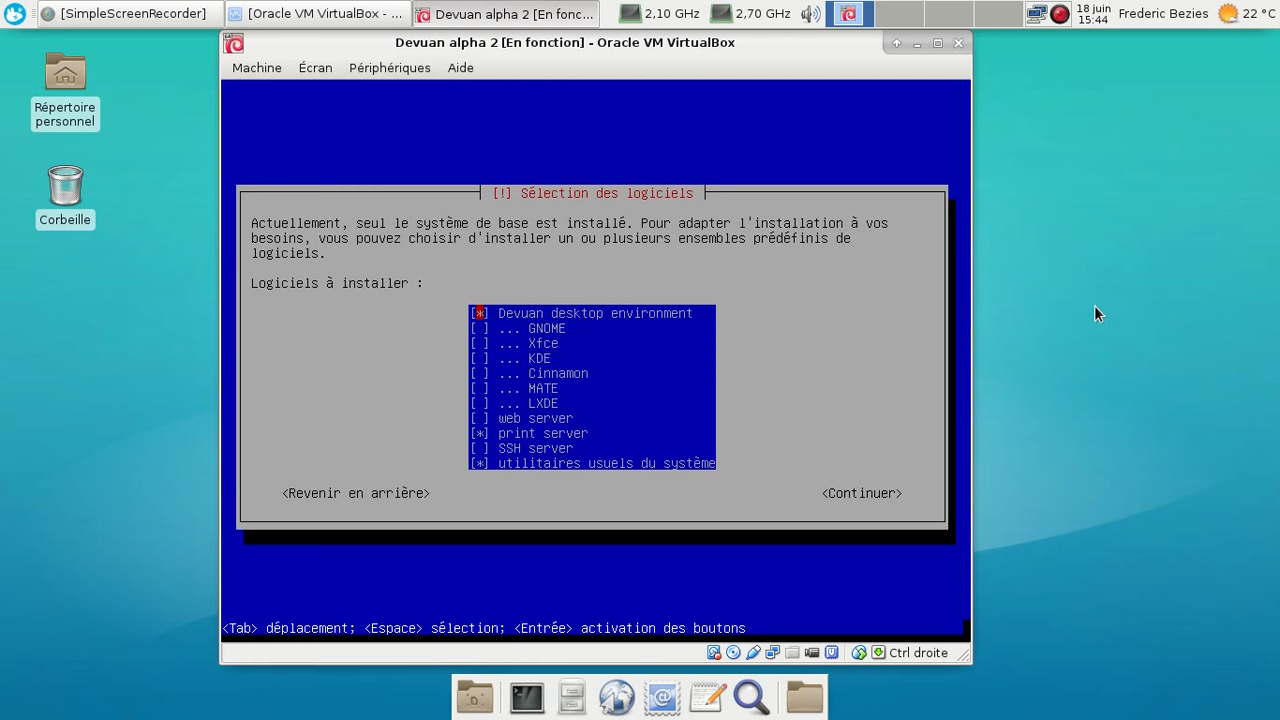 [SimpleScreenRecorder]
[Oracle VM VirtualBox - ...
Devuan alpha 2 [En fonc...
2,10 GHz
2,70 GHz
18 juin
15:44
Frederic Bezies
22 °C
Répertoire
personnel
Corbeille
Devuan alpha 2 [En fonction] - Oracle VM VirtualBox
Machine Écran Périphériques Aide
[!] Sélection des logiciels
Actuellement, seul le système de base est installé. Pour adapter l'installation à vos
besoins, vous pouvez choisir d'installer un ou plusieurs ensembles prédéfinis de
logiciels.
Logiciels à installer :
[*] Devuan desktop environment
[ ] ... GNOME
[ ] ... Xfce
[ ] ... KDE
[ ] ... Cinnamon
[ ] ... MATE
[ ] ... LXDE
[ ] web server
[*] print server
[ ] SSH server
[*] utilitaires usuels du système
<Revenir en arrière> <Continuer>
<Tab> déplacement; <Espace> sélection; <Entrée> activation des boutons
Ctrl droite